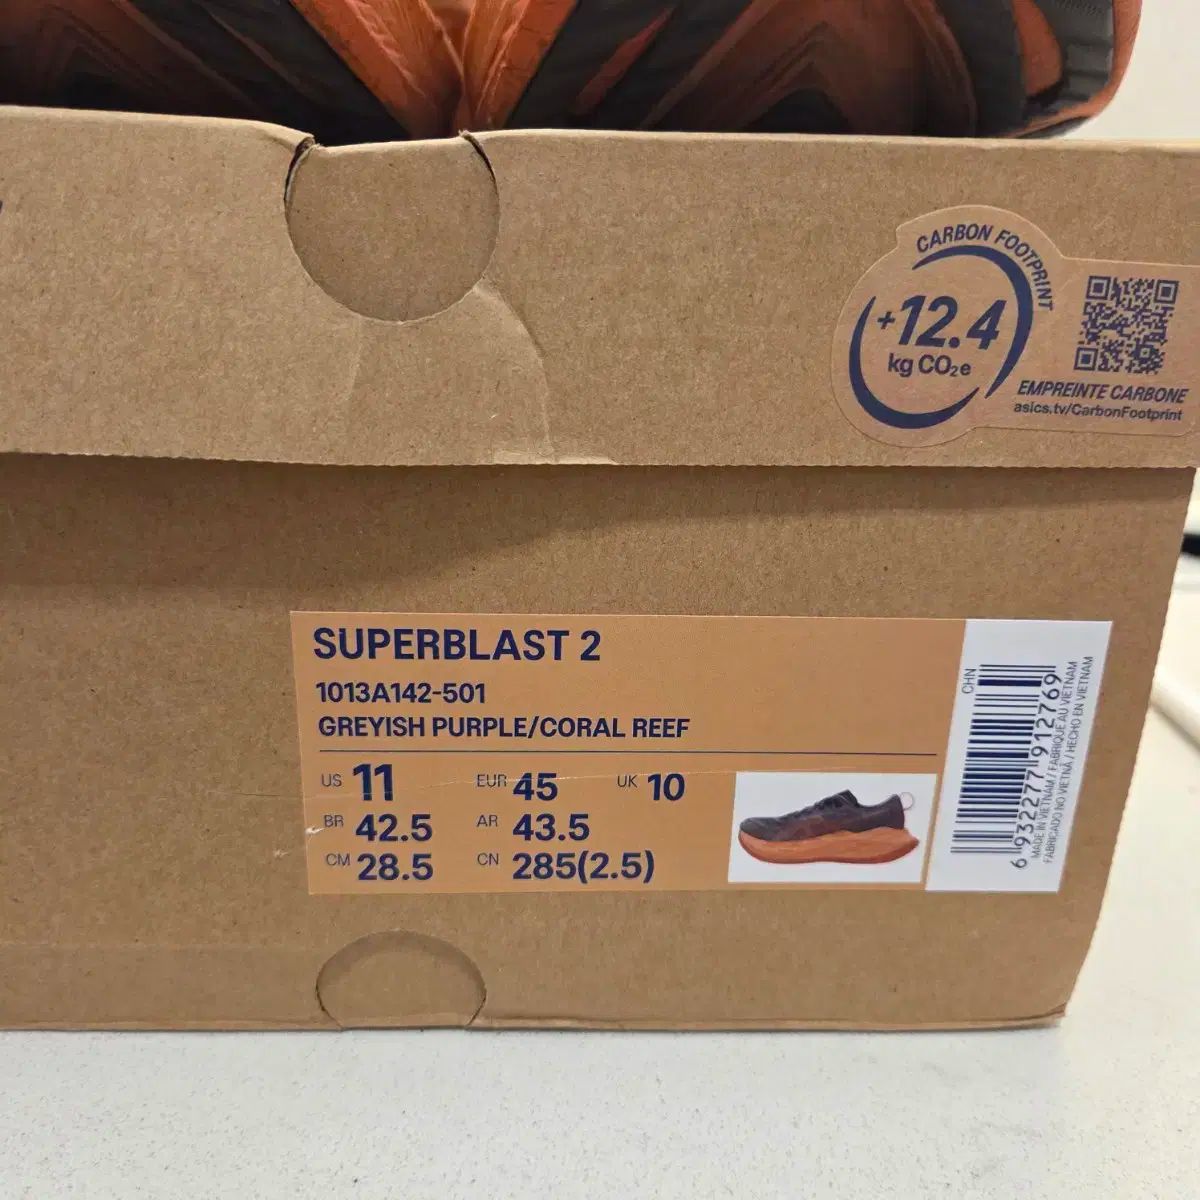 CARBON FOOTPRINT
+12.4
kg CO₂e
EMPREINTE CARBONE
asics.tv/CarbonFootprint
SUPERBLAST 2
1013A142-501
GREYISH PURPLE/CORAL REEF
US 11 EUR 45 UK 10
BR 42.5 AR 43.5
CM 28.5 CN 285(2.5)
CHN
6 932277 912769
MADE IN VIETNAM / FABRIQUÉ AU VIETNAM
FABRICADO NO VIETNÃ / HECHO EN VIETNAM